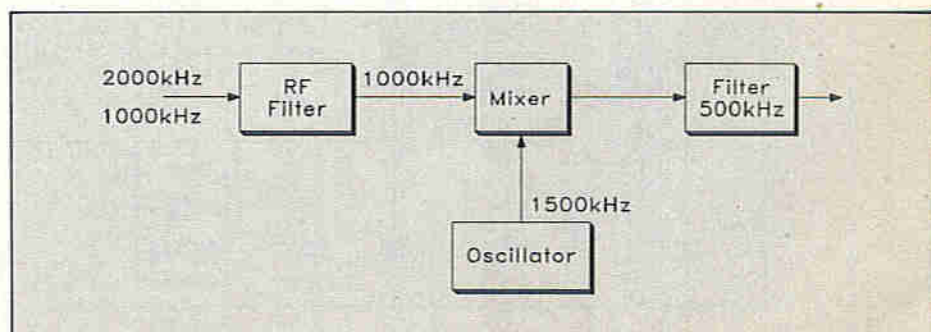 2000kHz
1000kHz
RF
Filter
1000kHz
Mixer
Filter
500kHz
1500kHz
Oscillator